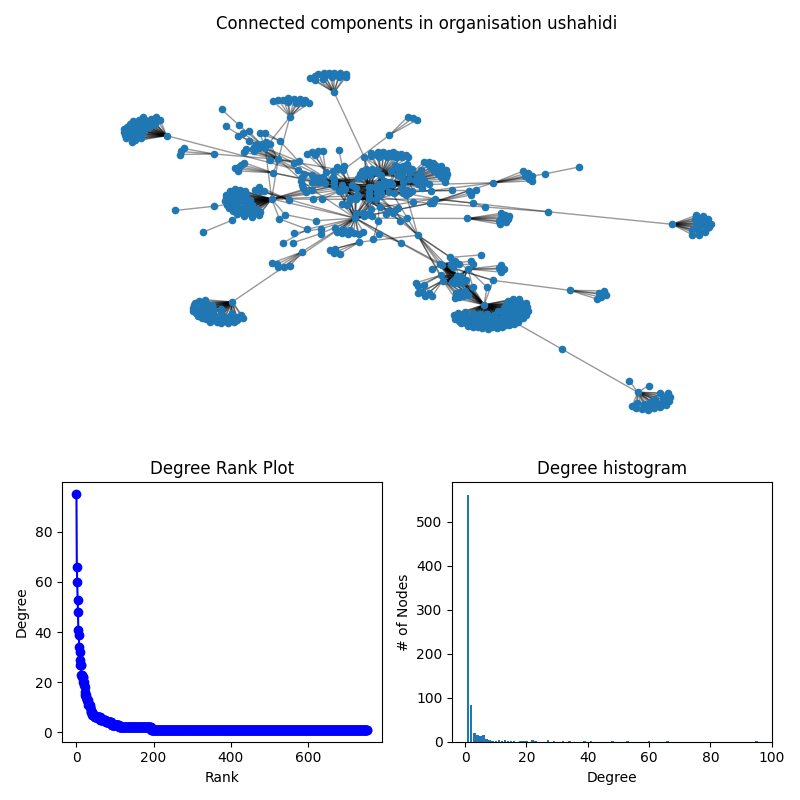 Connected components in organisation ushahidi
Degree Rank Plot
Degree
80
60
40
20
0
0 200 400 600
Rank
Degree histogram
# of Nodes
500
400
300
200
100
0
0 20 40 60 80 100
Degree